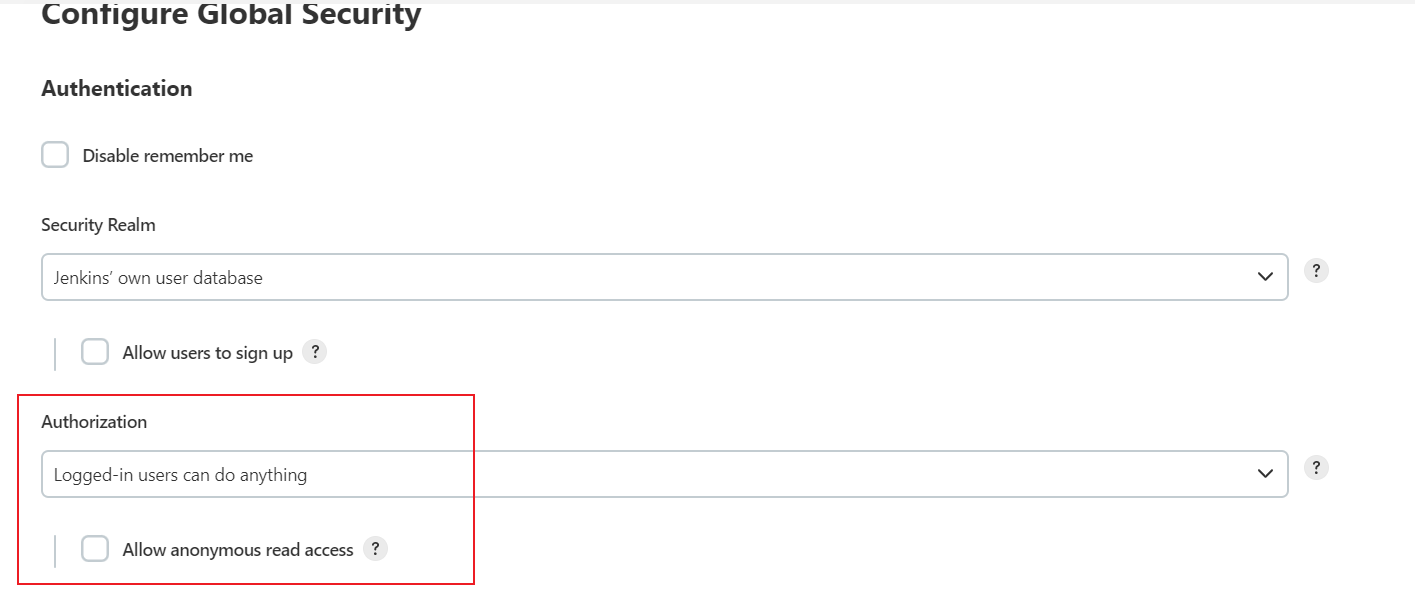 Configure Global Security
Authentication
Disable remember me
Security Realm
Jenkins’ own user database
?
Allow users to sign up ?
Authorization
Logged-in users can do anything
?
Allow anonymous read access ?